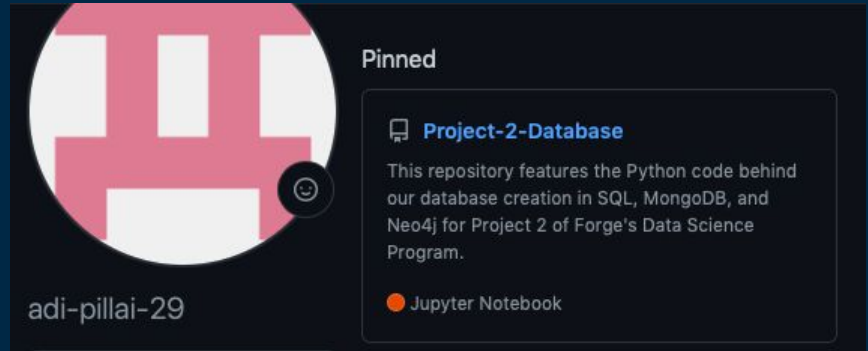 Pinned
Project-2-Database
This repository features the Python code behind
our database creation in SQL, MongoDB, and
Neo4j for Project 2 of Forge's Data Science
Program.
Jupyter Notebook
adi-pillai-29